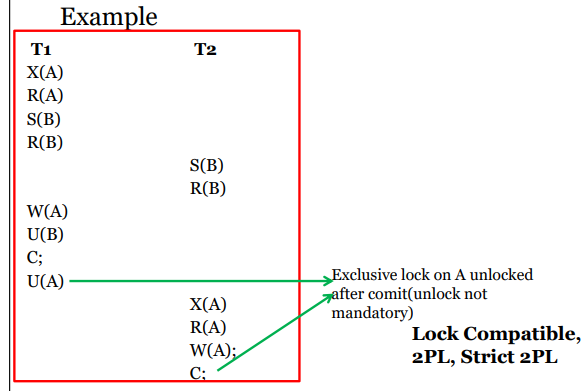 Example
T1 T2
X(A)
R(A)
S(B)
R(B)
S(B)
R(B)
W(A)
U(B)
C;
U(A)
Exclusive lock on A unlocked
after comit(unlock not
mandatory)
X(A)
R(A)
W(A);
C;
Lock Compatible,
2PL, Strict 2PL